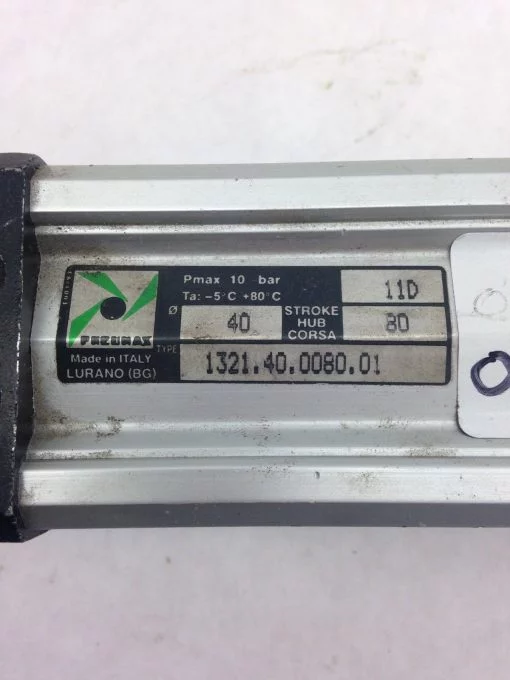 Pmax 10 bar
Ta: -5°C +80°C
11D
ø
40
STROKE
HUB
CORSA
80
PNEUMAX
Made in ITALY
LURANO (BG)
TYPE
1321.40.0080.01